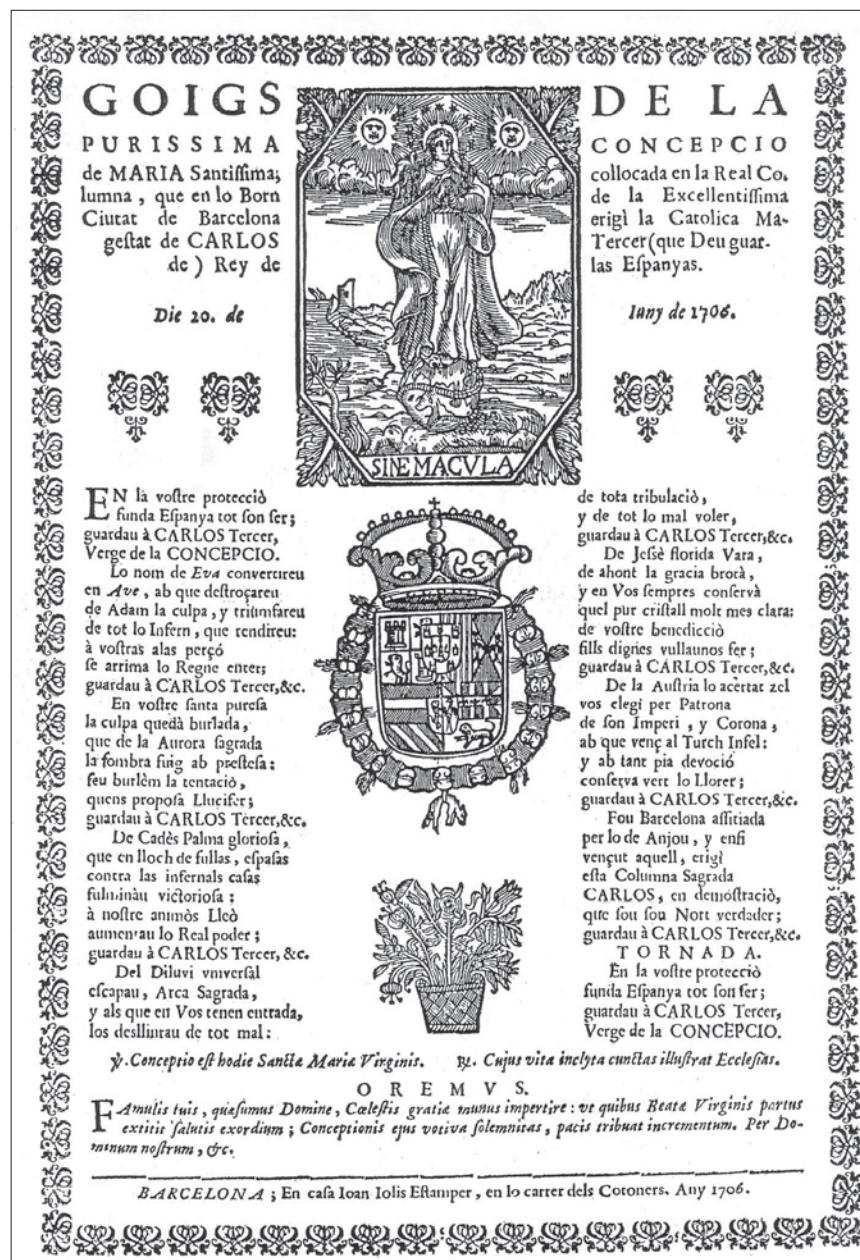 GOIGS DE LA
PURISSIMA CONCEPCIO
de MARIA Santiſſima; collocada en la Real Co-
lumna, que en lo Born de la Excellentiſſima
Ciutat de Barcelona erigì la Catolica Ma-
geſtat de CARLOS Tercer (que Deu guar-
de) Rey de las Eſpanyas.
Die 20. de Iuny de 1706.
SINE MACULA
EN la voſtre protecciò
funda Eſpanya tot ſon ſer;
guardau à CARLOS Tercer,
Verge de la CONCEPCIO.
Lo nom de Eva convertireu
en Ave, ab que deſtroçareu
de Adam la culpa, y triumfareu
de tot lo Infern, que rendireu:
à voſtras alas perçó
ſe arrima lo Regne enter;
guardau à CARLOS Tercer,&c.
En voſtre ſanta pureſa
la culpa quedà burlada,
que de la Aurora ſagrada
la ſombra fuig ab preſteſa:
feu burlèm la tentaciò,
quens propoſa Llucifer;
guardau à CARLOS Tercer,&c.
De Cadès Palma glorioſa,
que en lloch de fullas, eſpaſas
contra las infernals caſas
fulminàu victorioſa:
à noſtre animòs Lleò
aumentau lo Real poder;
guardau à CARLOS Tercer, &c.
Del Diluvi vniverſal
eſcapau, Arca Sagrada,
y als que en Vos tenen entrada,
los deslliurau de tot mal:
de tota tribulaciò,
y de tot lo mal voler,
guardau à CARLOS Tercer,&c.
De Jeſsè florida Vara,
de ahont la gracia brotà,
y en Vos ſempres conſervà
quel pur criſtall molt mes clara:
de voſtre benedicciò
fills dignes vullaunos fer;
guardau à CARLOS Tercer,&c.
De la Auſtria lo acertat zel
vos elegì per Patrona
de ſon Imperi, y Corona,
ab que venç al Turch Infel:
y ab tant pia devociò
conſerva vert lo Llorer;
guardau à CARLOS Tercer,&c.
Fou Barcelona aſſitiada
per lo de Anjou, y enfi
vençut aquell, erigì
eſta Columna Sagrada
CARLOS, en demoſtraciò,
que ſou ſou Nort verdader;
guardau à CARLOS Tercer,&c.
TORNADA.
En la voſtre protecciò
funda Eſpanya tot ſon ſer;
guardau à CARLOS Tercer,
Verge de la CONCEPCIO.
℣. Conceptio eſt hodie Sanctæ Mariæ Virginis. ℟. Cujus vita inclyta cunctas illuſtrat Eccleſias.
OREMVS.
FAmulis tuis, quæſumus Domine, Cæleſtis gratiæ munus impertire: vt quibus Beatæ Virginis partus
extitit ſalutis exordium; Conceptionis ejus votiva ſolemnitas, pacis tribuat incrementum. Per Do-
minum noſtrum, &c.
BARCELONA; En caſa Ioan Iolis Eſtamper, en lo carrer dels Cotoners. Any 1706.